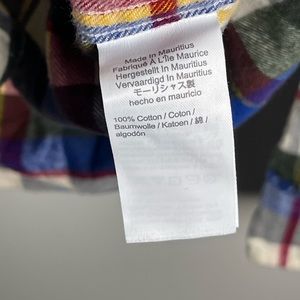 Made In Mauritius
Fabriqué À L'Île Maurice
Hergestellt In Mauritius
Vervaardigd In Mauritius
モーリシャス製
hecho en mauricio
100% Cotton / Coton /
Baumwolle / Katoen / 綿 /
algodón